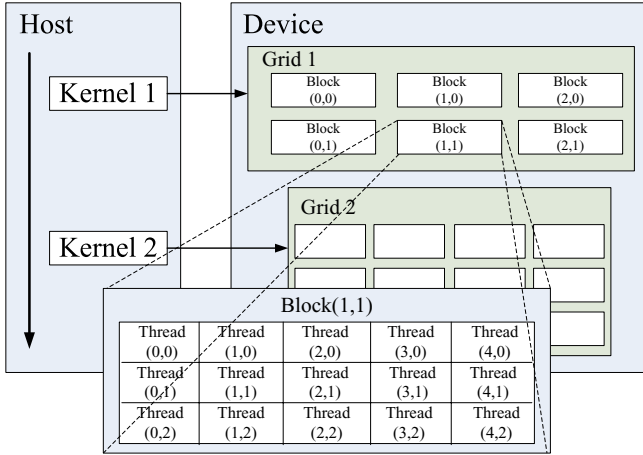 Host
Device
Grid 1
Kernel 1
Block
(0,0)
Block
(1,0)
Block
(2,0)
Block
(0,1)
Block
(1,1)
Block
(2,1)
Grid 2
Kernel 2
Block(1,1)
Thread
(0,0)
Thread
(1,0)
Thread
(2,0)
Thread
(3,0)
Thread
(4,0)
Thread
(0,1)
Thread
(1,1)
Thread
(2,1)
Thread
(3,1)
Thread
(4,1)
Thread
(0,2)
Thread
(1,2)
Thread
(2,2)
Thread
(3,2)
Thread
(4,2)